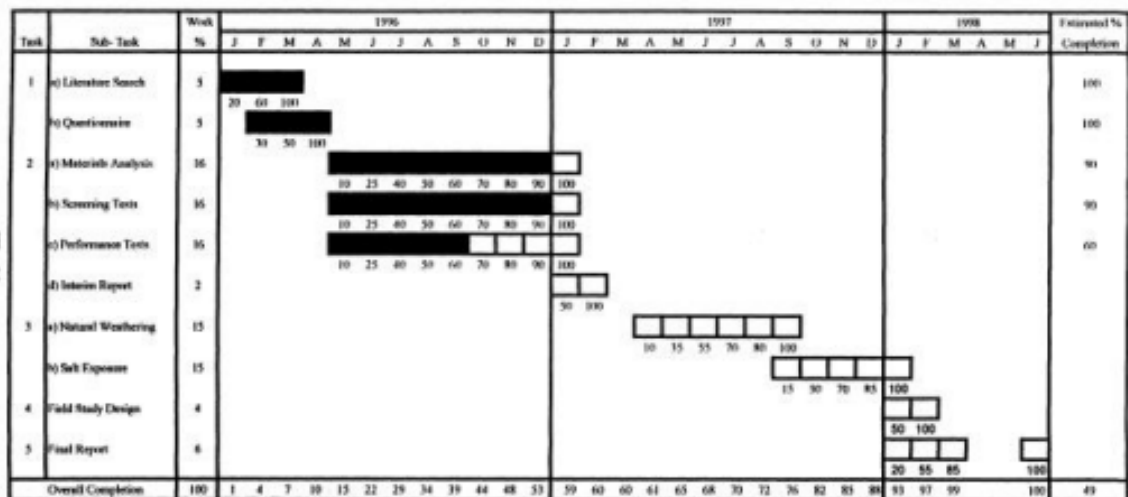 Work 1996 1997 1998 Estimated %
Task Sub-Task % J F M A M J J A S O N D J F M A M J J A S O N D J F M A M J Completion
1 a) Literature Search 5 100
20 60 100
b) Questionnaire 5 100
30 50 100
2 a) Materials Analysis 16 90
10 25 40 50 60 70 80 90 100
b) Screening Tests 16 90
10 25 40 50 60 70 80 90 100
c) Performance Tests 16 60
10 25 40 50 60 70 80 90 100
d) Interim Report 2
50 100
3 a) Natural Weathering 15
10 35 55 70 80 100
b) Salt Exposure 15
15 50 70 85 100
4 Field Study Design 4
50 100
5 Final Report 6
20 55 85 100
Overall Completion 100 1 4 7 10 15 22 29 34 39 44 48 53 59 60 60 61 65 68 70 72 76 82 85 88 93 97 99 100 49